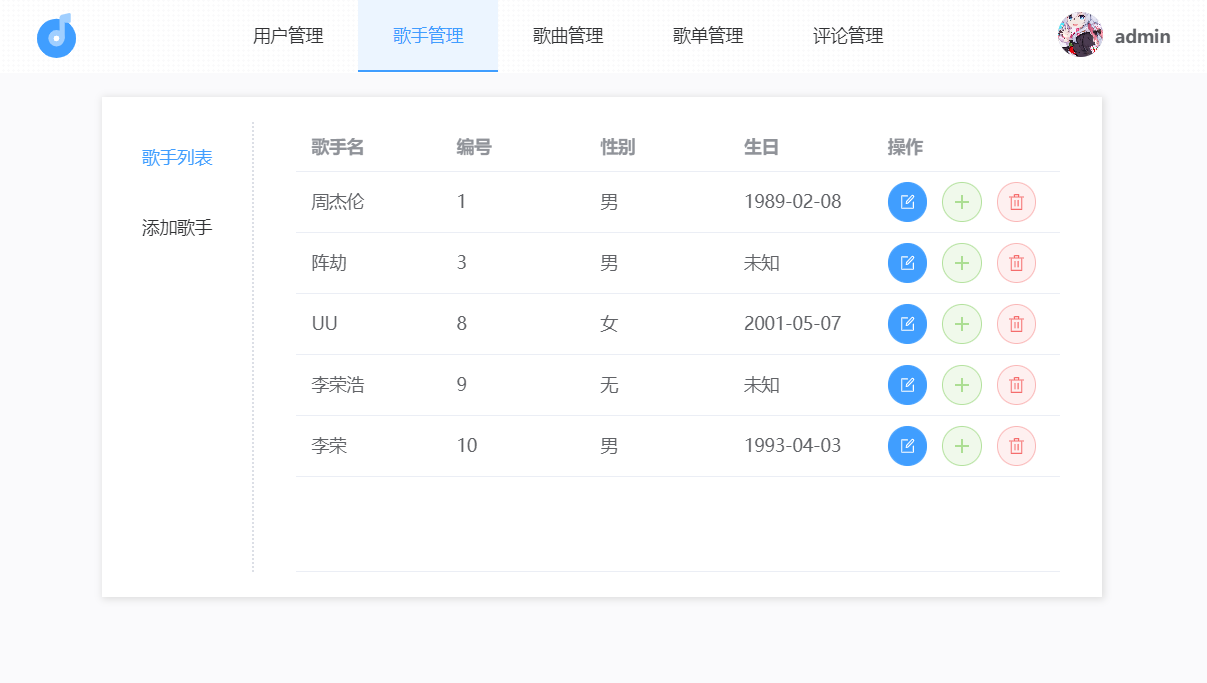 用户管理 歌手管理 歌曲管理 歌单管理 评论管理 admin
歌手列表
添加歌手
歌手名 编号 性别 生日 操作
周杰伦 1 男 1989-02-08
阵劫 3 男 未知
UU 8 女 2001-05-07
李荣浩 9 无 未知
李荣 10 男 1993-04-03